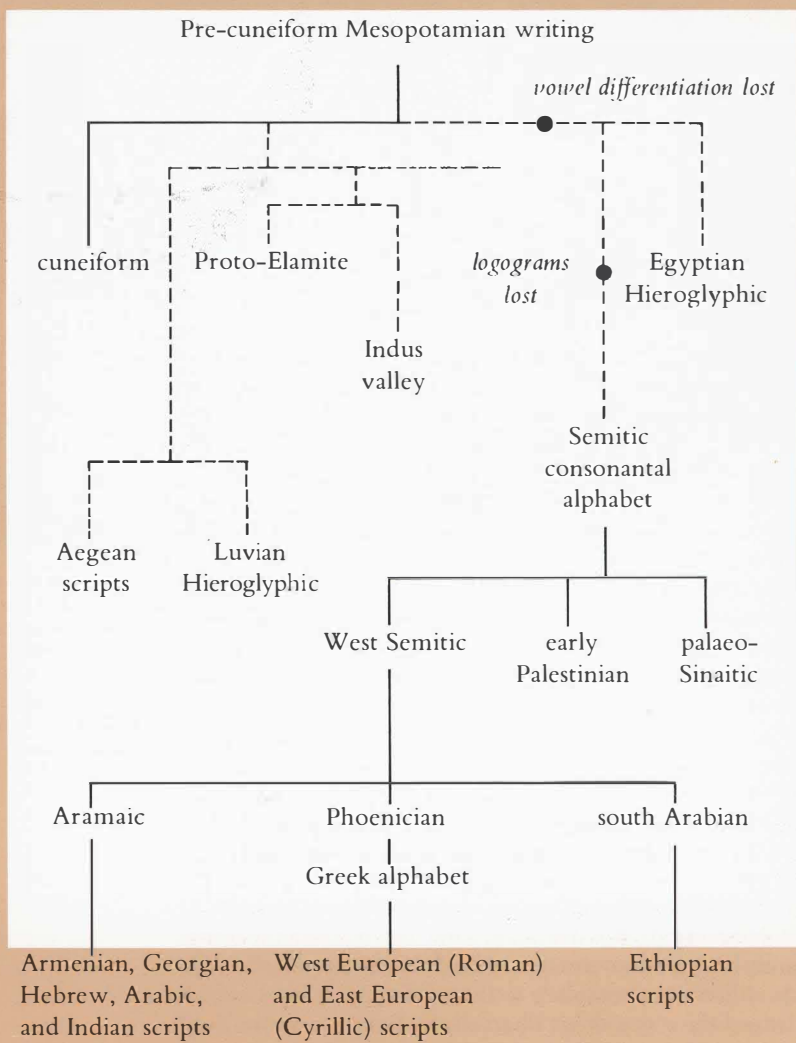 Pre-cuneiform Mesopotamian writing
vowel differentiation lost
cuneiform
Proto-Elamite
logograms
lost
Egyptian
Hieroglyphic
Indus
valley
Semitic
consonantal
alphabet
Aegean
scripts
Luvian
Hieroglyphic
West Semitic
early
Palestinian
palaeo-
Sinaitic
Aramaic
Phoenician
south Arabian
Greek alphabet
Armenian, Georgian,
Hebrew, Arabic,
and Indian scripts
West European (Roman)
and East European
(Cyrillic) scripts
Ethiopian
scripts